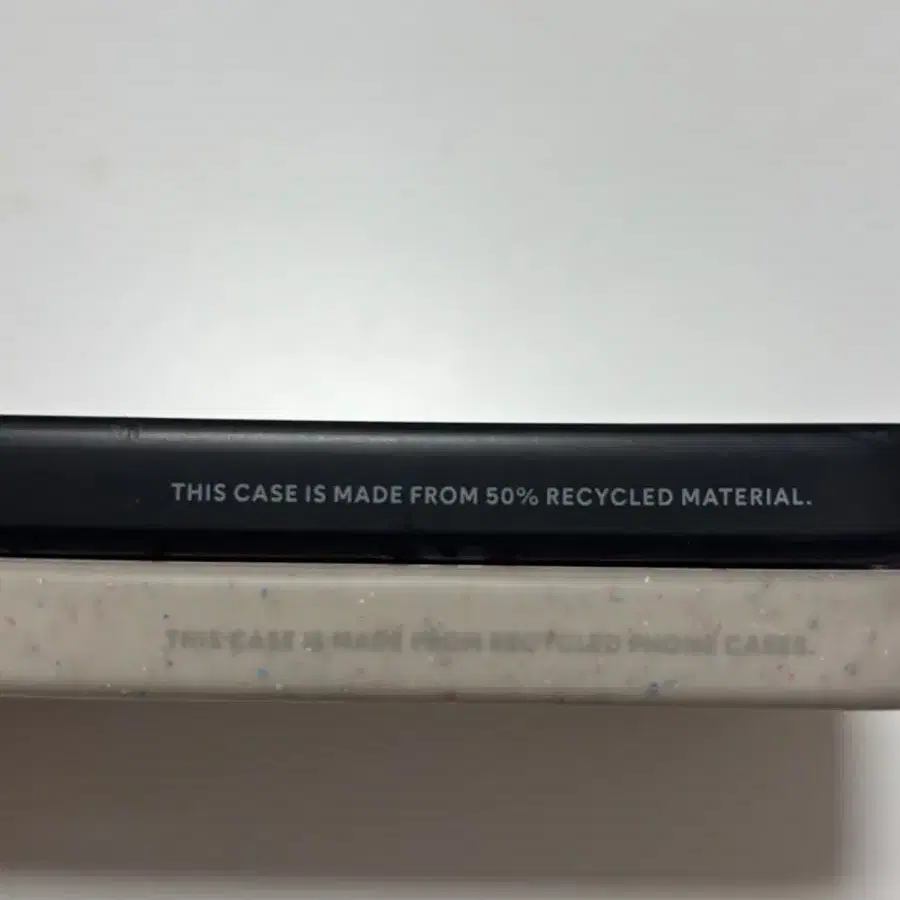 THIS CASE IS MADE FROM 50% RECYCLED MATERIAL.
THIS CASE IS MADE FROM RECYCLED PHONE CASES.